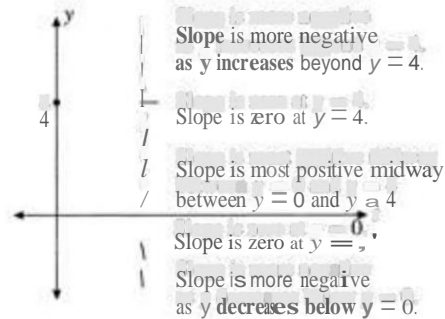 y
Slope is more negative
as y increases beyond y = 4.
4
Slope is zero at y = 4.
Slope is most positive midway
between y = 0 and y a 4
0
Slope is zero at y =
Slope is more negaive
as y decreases below y = 0.